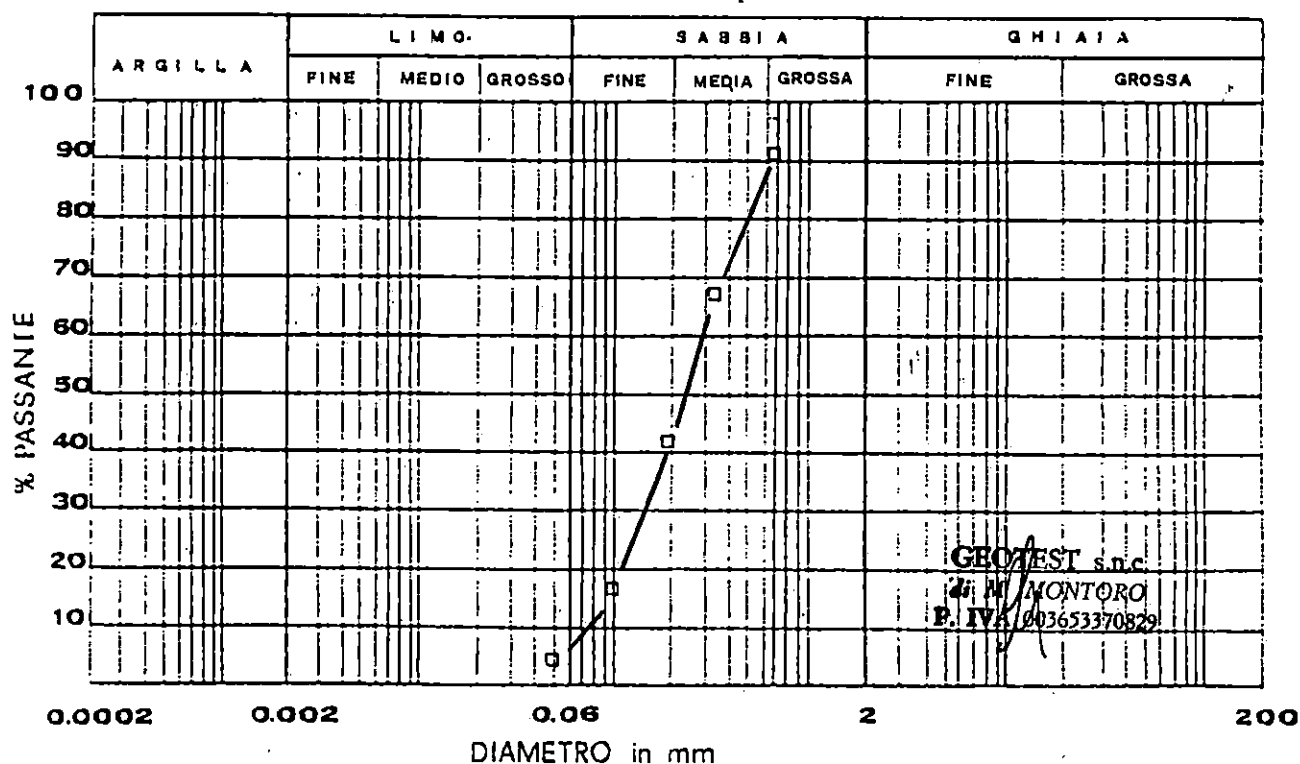 LIMO. SABBIA GHIAIA
ARGILLA FINE MEDIO GROSSO FINE MEDIA GROSSA FINE GROSSA
100
90
80
70
60
50
40
30
20
10
% PASSANTE
GEOTEST s.n.c.
di M. MONTORO
P. IVA 003653370829
0.0002 0.002 0.06 2 200
DIAMETRO in mm